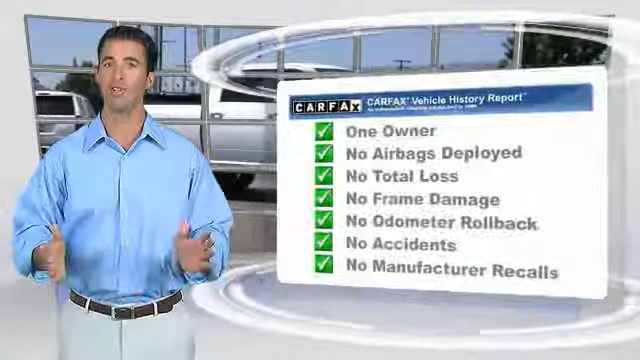 CARFAX CARFAX Vehicle History Report™
One Owner
No Airbags Deployed
No Total Loss
No Frame Damage
No Odometer Rollback
No Accidents
No Manufacturer Recalls